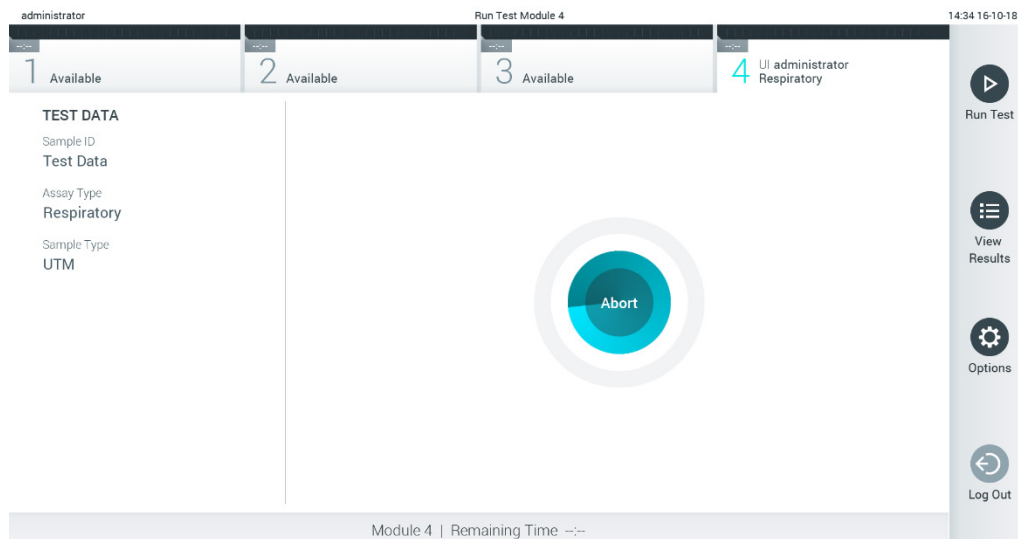 administrator
Run Test Module 4
14:34 16-10-18
--:--
1 Available
--:--
2 Available
--:--
3 Available
--:--
4 UI administrator
Respiratory
TEST DATA
Sample ID
Test Data
Assay Type
Respiratory
Sample Type
UTM
Abort
Run Test
View
Results
Options
Log Out
Module 4 | Remaining Time --:--